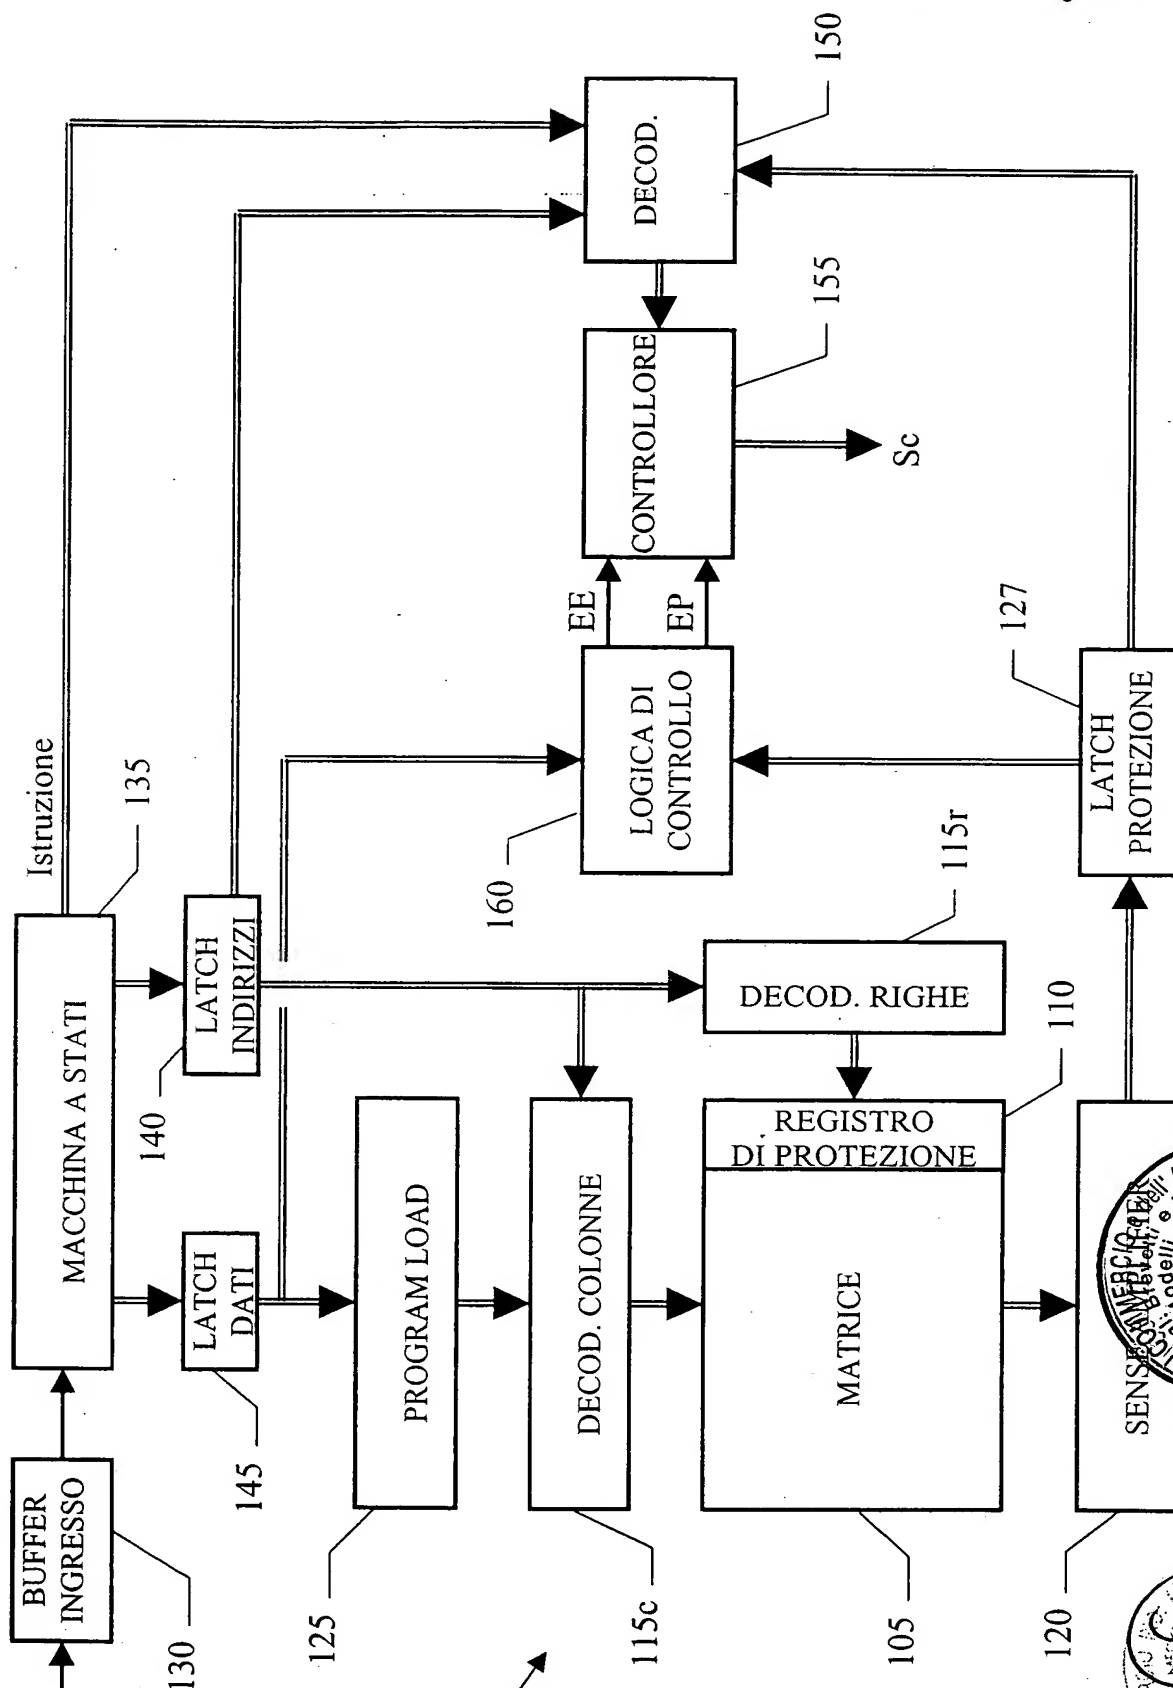 BUFFER
INGRESSO
130
MACCHINA A STATI
135
Istruzione
LATCH
DATI
145
LATCH
INDIRIZZI
140
PROGRAM LOAD
125
DECOD. COLONNE
115c
MATRICE
105
REGISTRO
DI PROTEZIONE
110
DECOD. RIGHE
115r
LOGICA DI
CONTROLLO
160
EE
EP
CONTROLLORE
155
Sc
DECOD.
150
LATCH
PROTEZIONE
127
SENSE AMPLIFIER
120